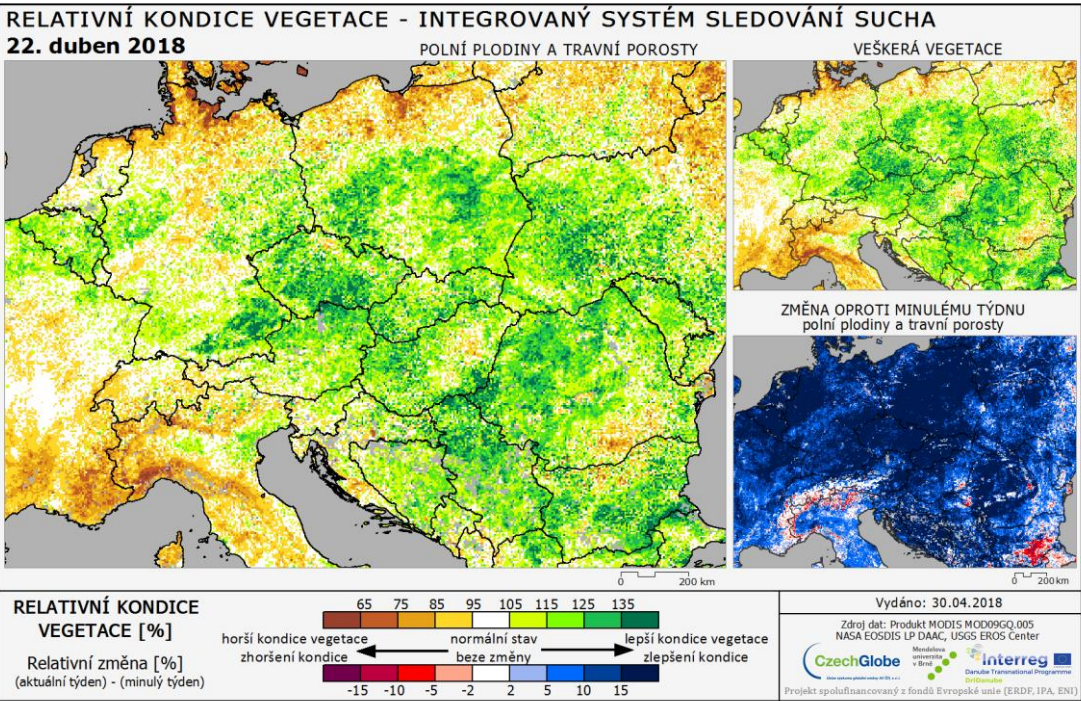 RELATIVNÍ KONDICE VEGETACE - INTEGROVANÝ SYSTÉM SLEDOVÁNÍ SUCHA
22. duben 2018
POLNÍ PLODINY A TRAVNÍ POROSTY
VEŠKERÁ VEGETACE
ZMĚNA OPROTI MINULÉMU TÝDNU
polní plodiny a travní porosty
0 200 km
0 200 km
RELATIVNÍ KONDICE
VEGETACE [%]
Relativní změna [%]
(aktuální týden) - (minulý týden)
65 75 85 95 105 115 125 135
horší kondice vegetace normální stav lepší kondice vegetace
zhoršení kondice beze změny zlepšení kondice
-15 -10 -5 -2 2 5 10 15
Vydáno: 30.04.2018
Zdroj dat: Produkt MODIS MOD09GQ.005
NASA EOSDIS LP DAAC, USGS EROS Center
CzechGlobe
Mendelova
univerzita
v Brně
Interreg
Danube Transnational Programme
DriDanube
Projekt spolufinancovaný z fondů Evropské unie (ERDF, IPA, ENI)